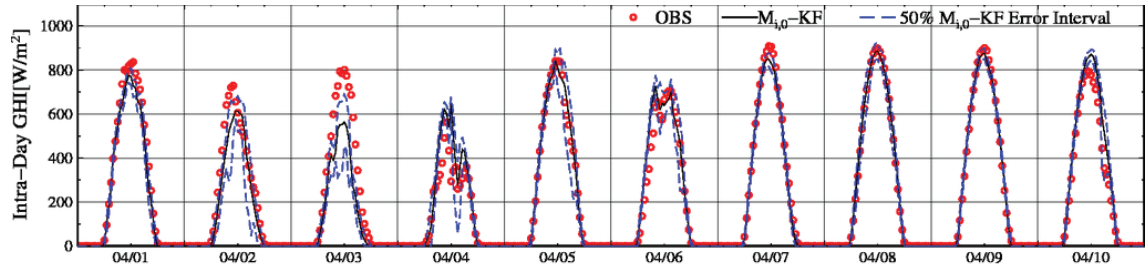 OBS M_{i,0}−KF 50% M_{i,0}−KF Error Interval
Intra−Day GHI[W/m²]
1000
800
600
400
200
0
04/01 04/02 04/03 04/04 04/05 04/06 04/07 04/08 04/09 04/10